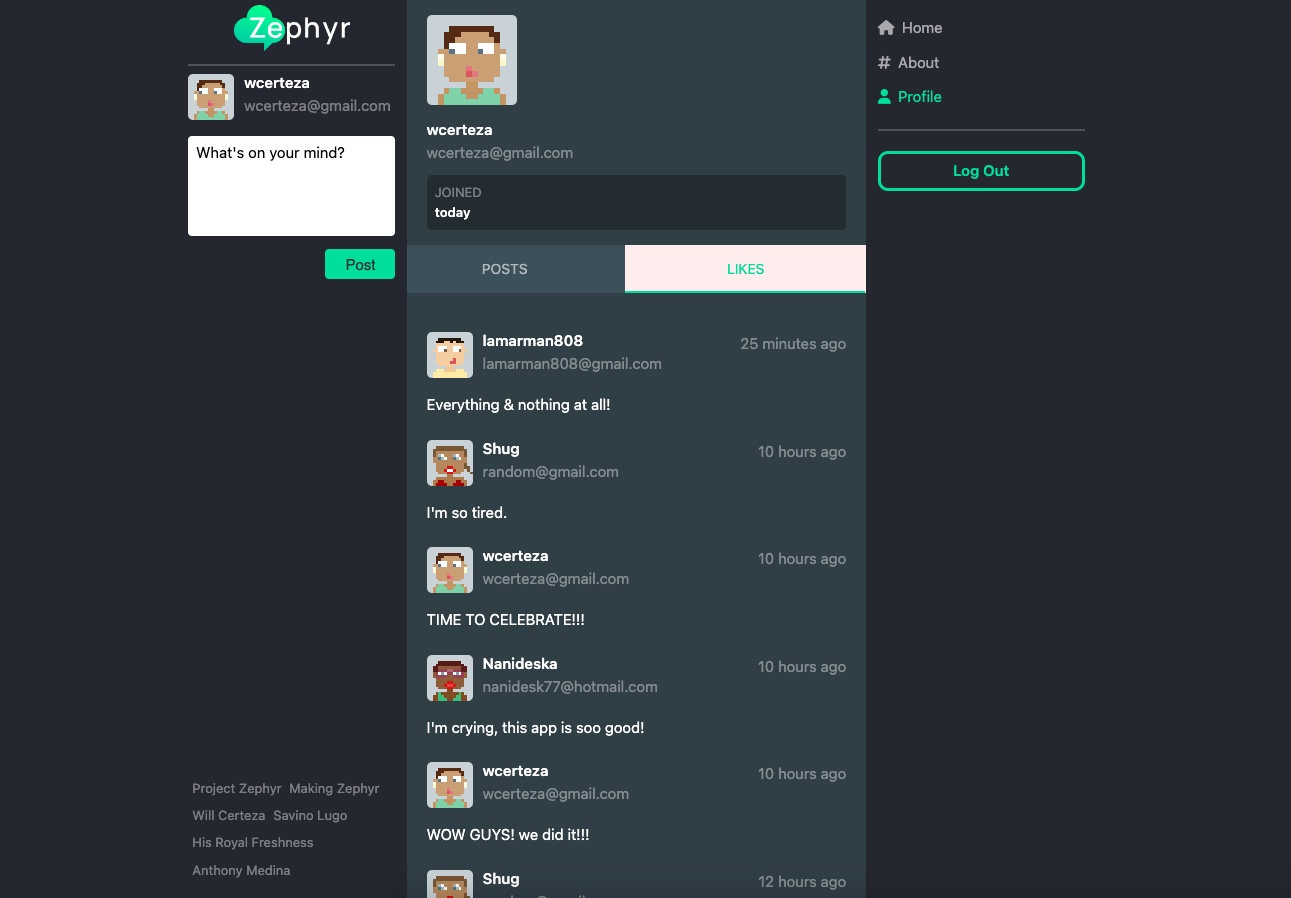 Zephyr
wcerteza
wcerteza@gmail.com
What's on your mind?
Post
Project Zephyr Making Zephyr
Will Certeza Savino Lugo
His Royal Freshness
Anthony Medina
wcerteza
wcerteza@gmail.com
JOINED
today
POSTS LIKES
lamarman808 25 minutes ago
lamarman808@gmail.com
Everything & nothing at all!
Shug 10 hours ago
random@gmail.com
I'm so tired.
wcerteza 10 hours ago
wcerteza@gmail.com
TIME TO CELEBRATE!!!
Nanideska 10 hours ago
nanidesk77@hotmail.com
I'm crying, this app is soo good!
wcerteza 10 hours ago
wcerteza@gmail.com
WOW GUYS! we did it!!!
Shug 12 hours ago
Home
# About
Profile
Log Out